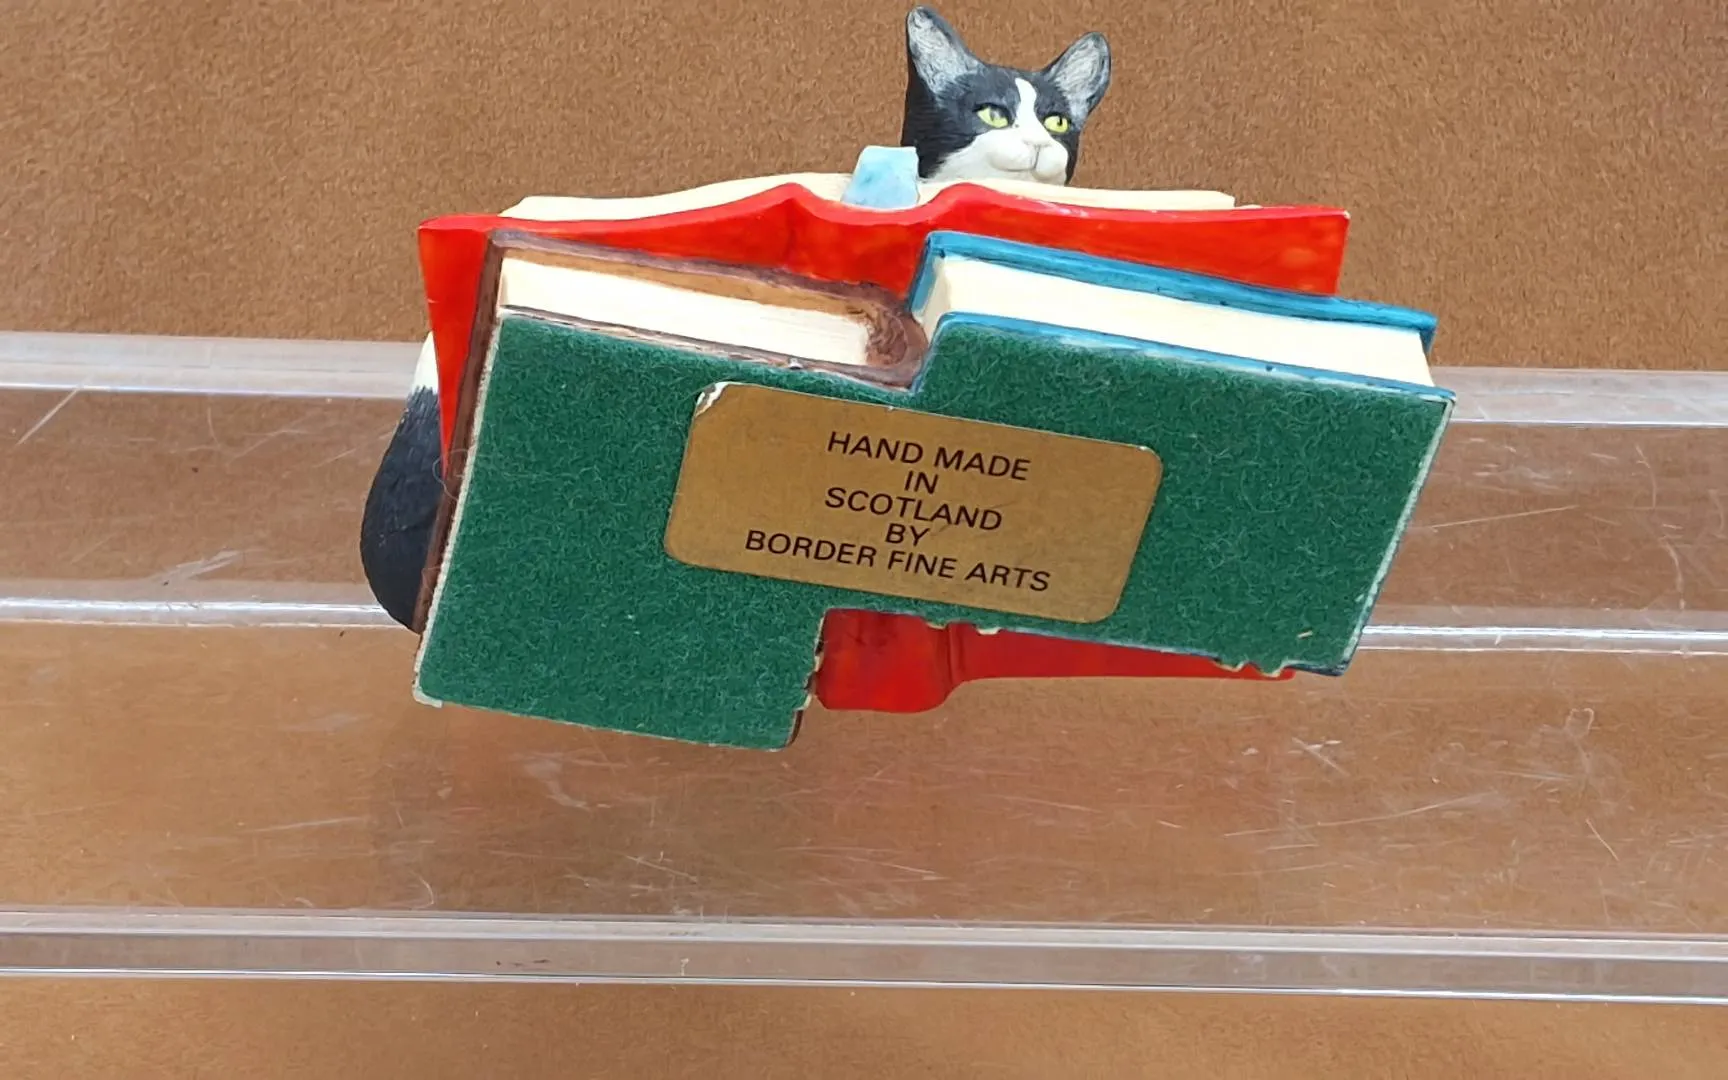 HAND MADE
IN
SCOTLAND
BY
BORDER FINE ARTS